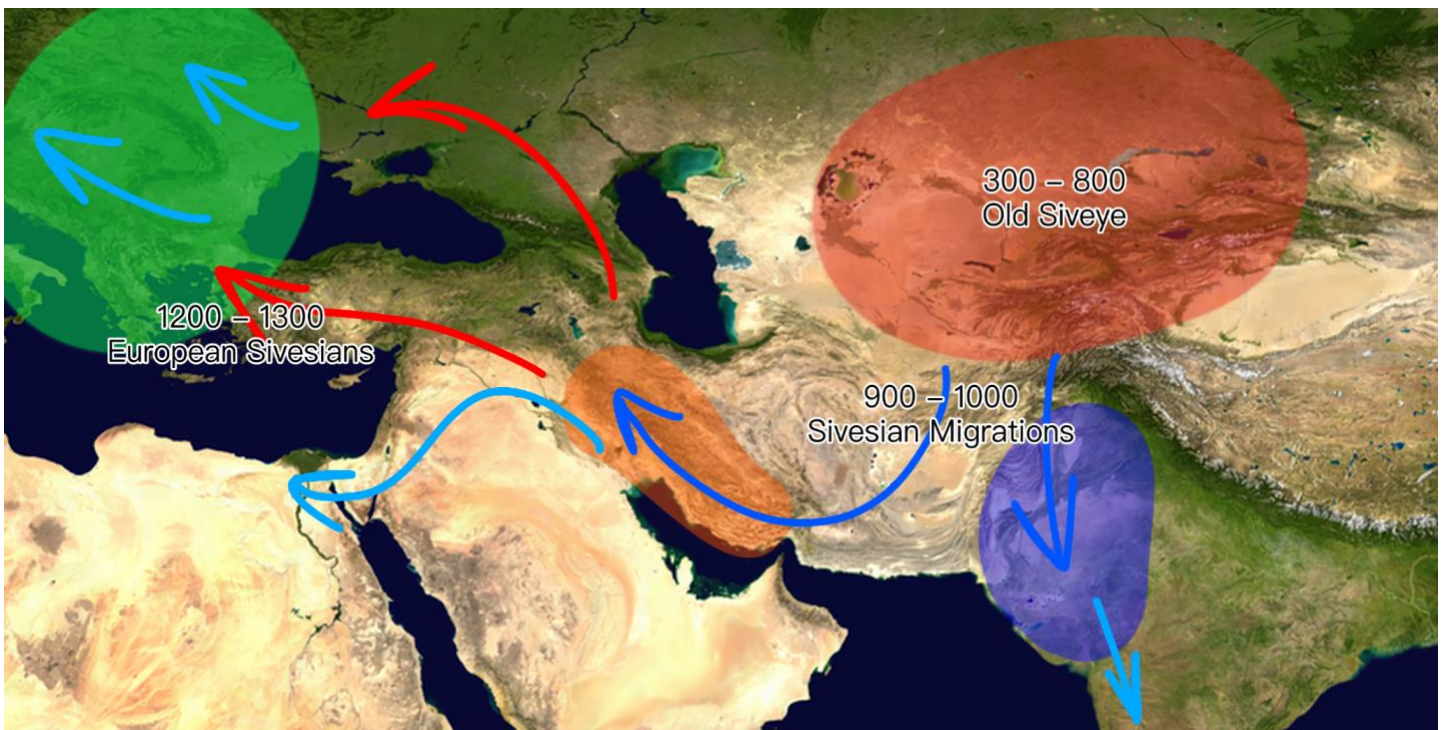 300 – 800
Old Siveye
1200 – 1300
European Sivesians
900 – 1000
Sivesian Migrations